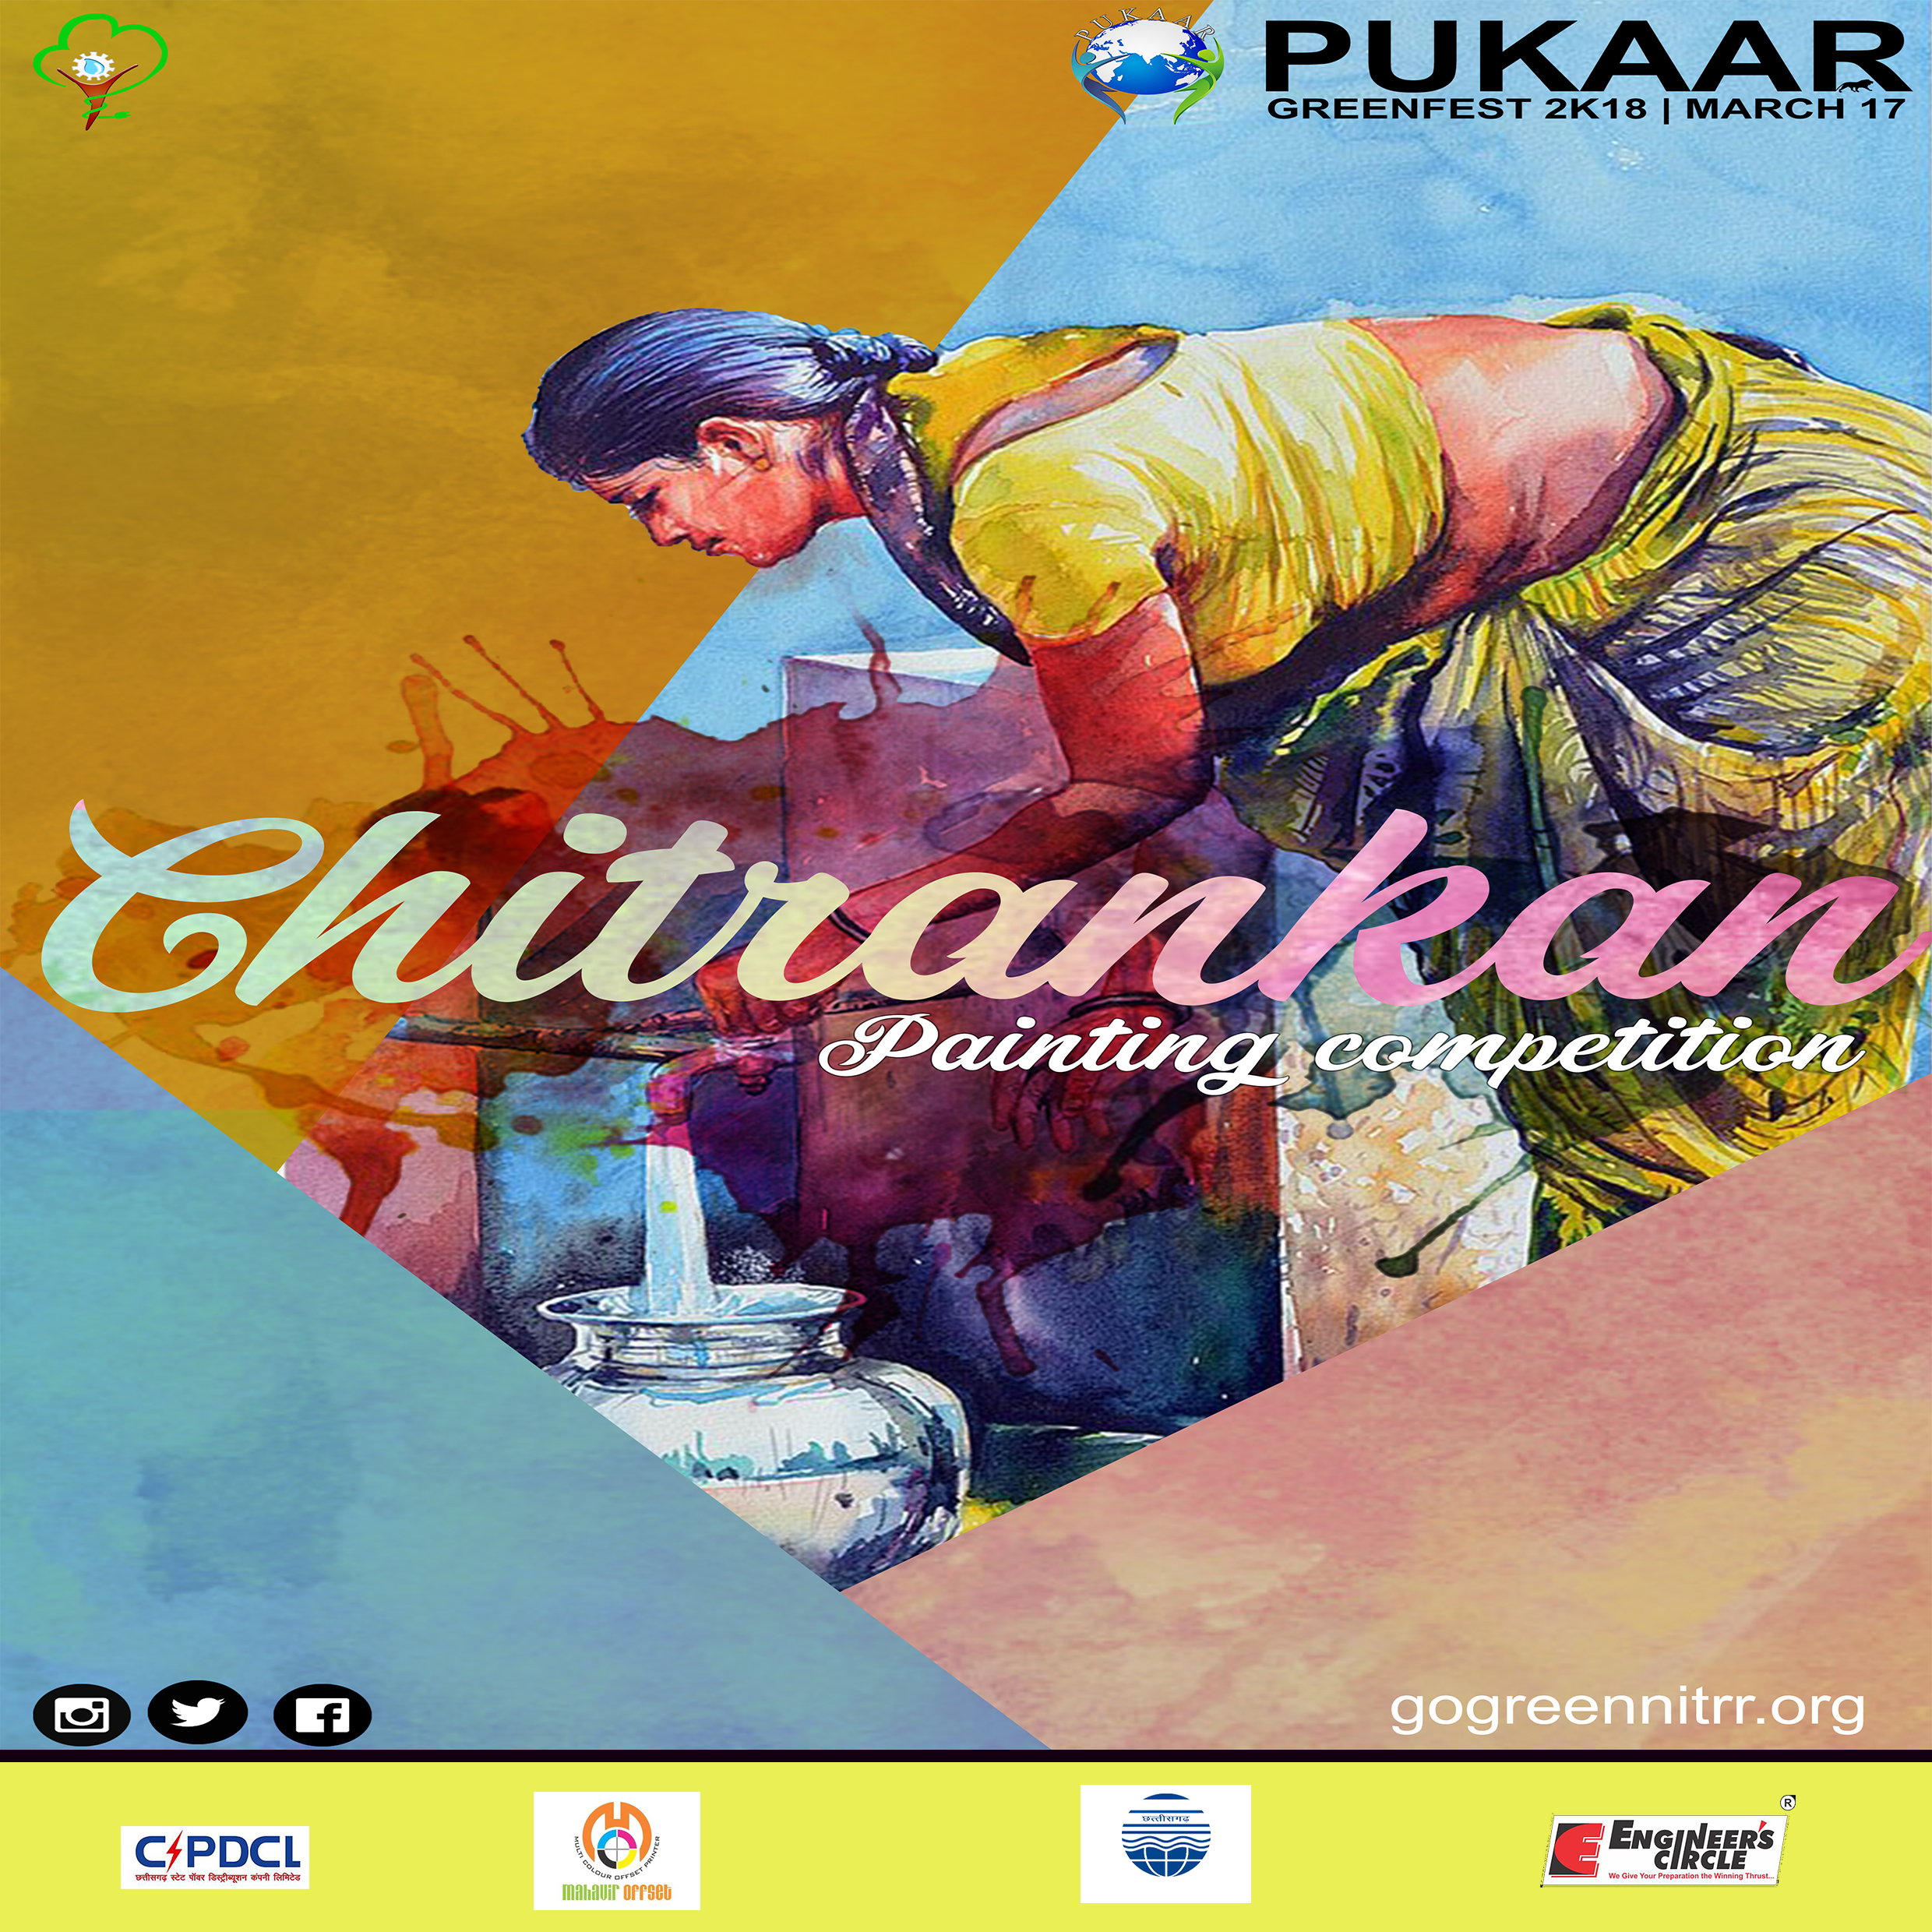 PUKAAR
PUKAAR
GREENFEST 2K18 | MARCH 17
Chitrankan
Painting competition
gogreennitrr.org
CSPDCL
छत्तीसगढ़ स्टेट पॉवर डिस्ट्रीब्यूशन कंपनी लिमिटेड
MULTI COLOUR OFFSET PRINTER
MAHAVIR OFFSET
छत्तीसगढ
ENGINEER'S
CIRCLE
®
We Give Your Preparation the Winning Thrust...